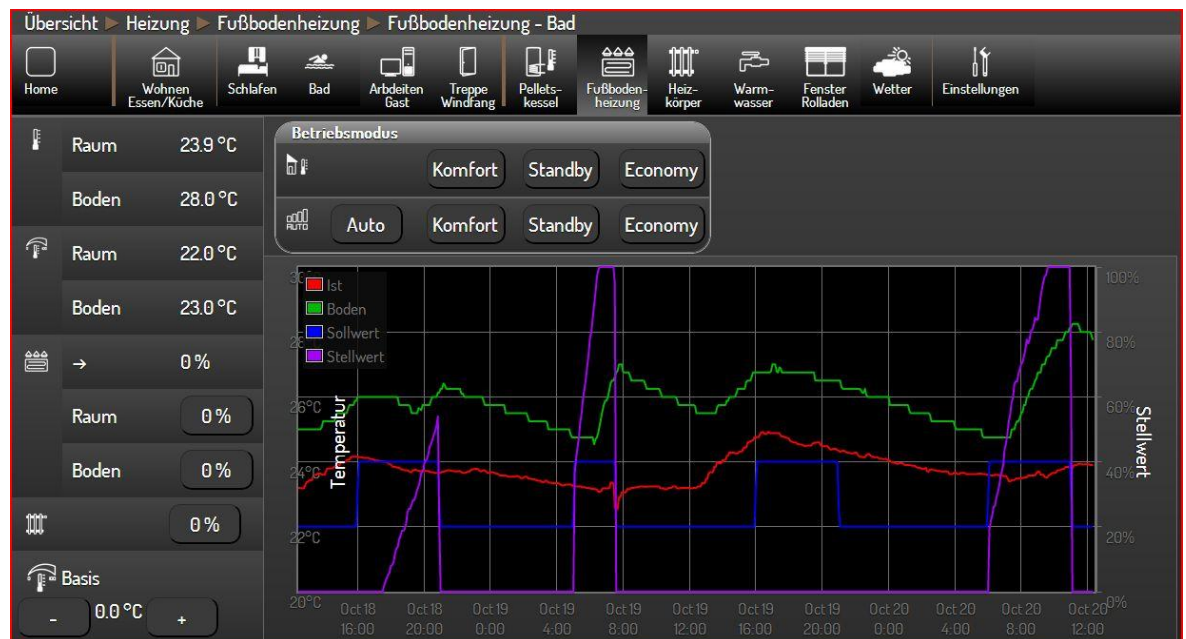 Übersicht ▶ Heizung ▶ Fußbodenheizung ▶ Fußbodenheizung - Bad
Home
Wohnen
Essen/Küche
Schlafen
Bad
Arbdeiten
Gast
Treppe
Windfang
Pellets-
kessel
Fußboden-
heizung
Heiz-
körper
Warm-
wasser
Fenster
Rolladen
Wetter
Einstellungen
Raum 23.9 °C
Boden 28.0 °C
Raum 22.0 °C
Boden 23.0 °C
→ 0 %
Raum 0 %
Boden 0 %
0 %
Basis
- 0.0 °C +
Betriebsmodus
Komfort Standby Economy
AUTO Auto Komfort Standby Economy
Ist
Boden
Sollwert
Stellwert
30°C
28°C
26°C
24°C
22°C
20°C
Temperatur
100%
80%
60%
40%
20%
0%
Stellwert
Oct 18 Oct 18 Oct 19 Oct 19 Oct 19 Oct 19 Oct 19 Oct 19 Oct 20 Oct 20 Oct 20 Oct 20
16:00 20:00 0:00 4:00 8:00 12:00 16:00 20:00 0:00 4:00 8:00 12:00